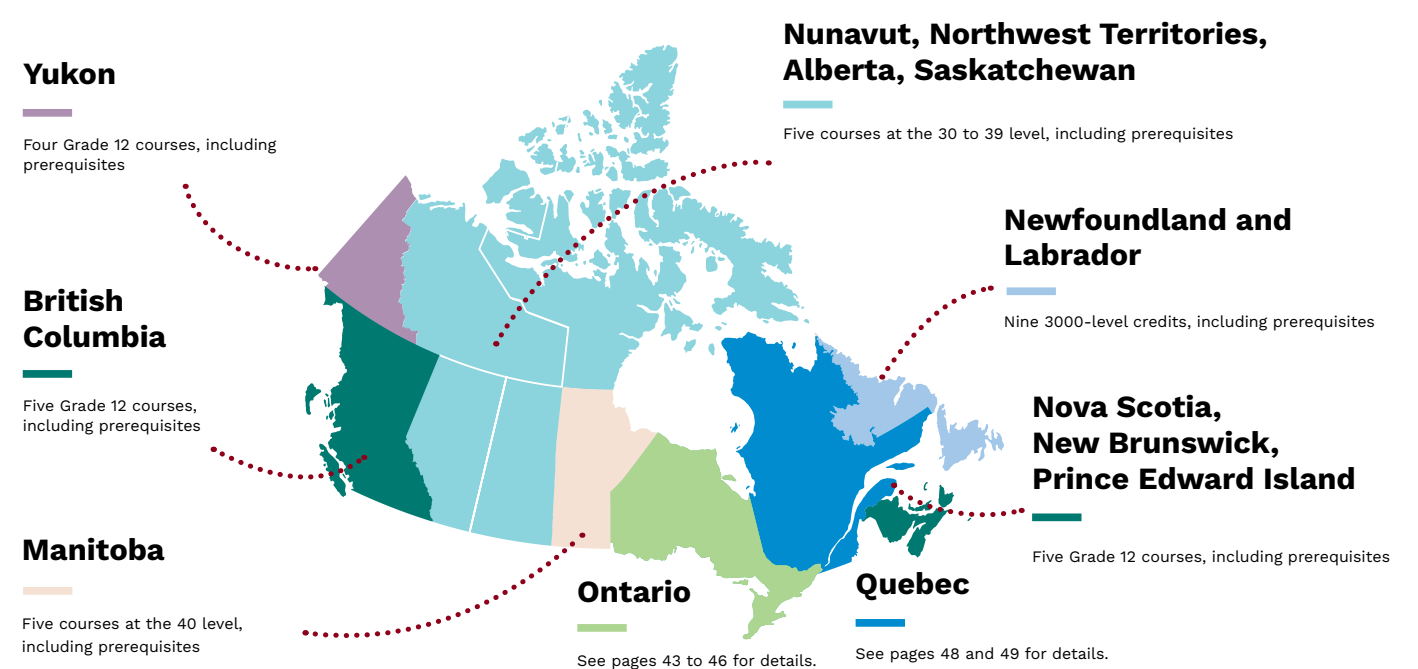 Yukon
Four Grade 12 courses, including
prerequisites
British
Columbia
Five Grade 12 courses,
including prerequisites
Manitoba
Five courses at the 40 level,
including prerequisites
Ontario
See pages 43 to 46 for details.
Quebec
See pages 48 and 49 for details.
Nunavut, Northwest Territories,
Alberta, Saskatchewan
Five courses at the 30 to 39 level, including prerequisites
Newfoundland and
Labrador
Nine 3000-level credits, including prerequisites
Nova Scotia,
New Brunswick,
Prince Edward Island
Five Grade 12 courses, including prerequisites